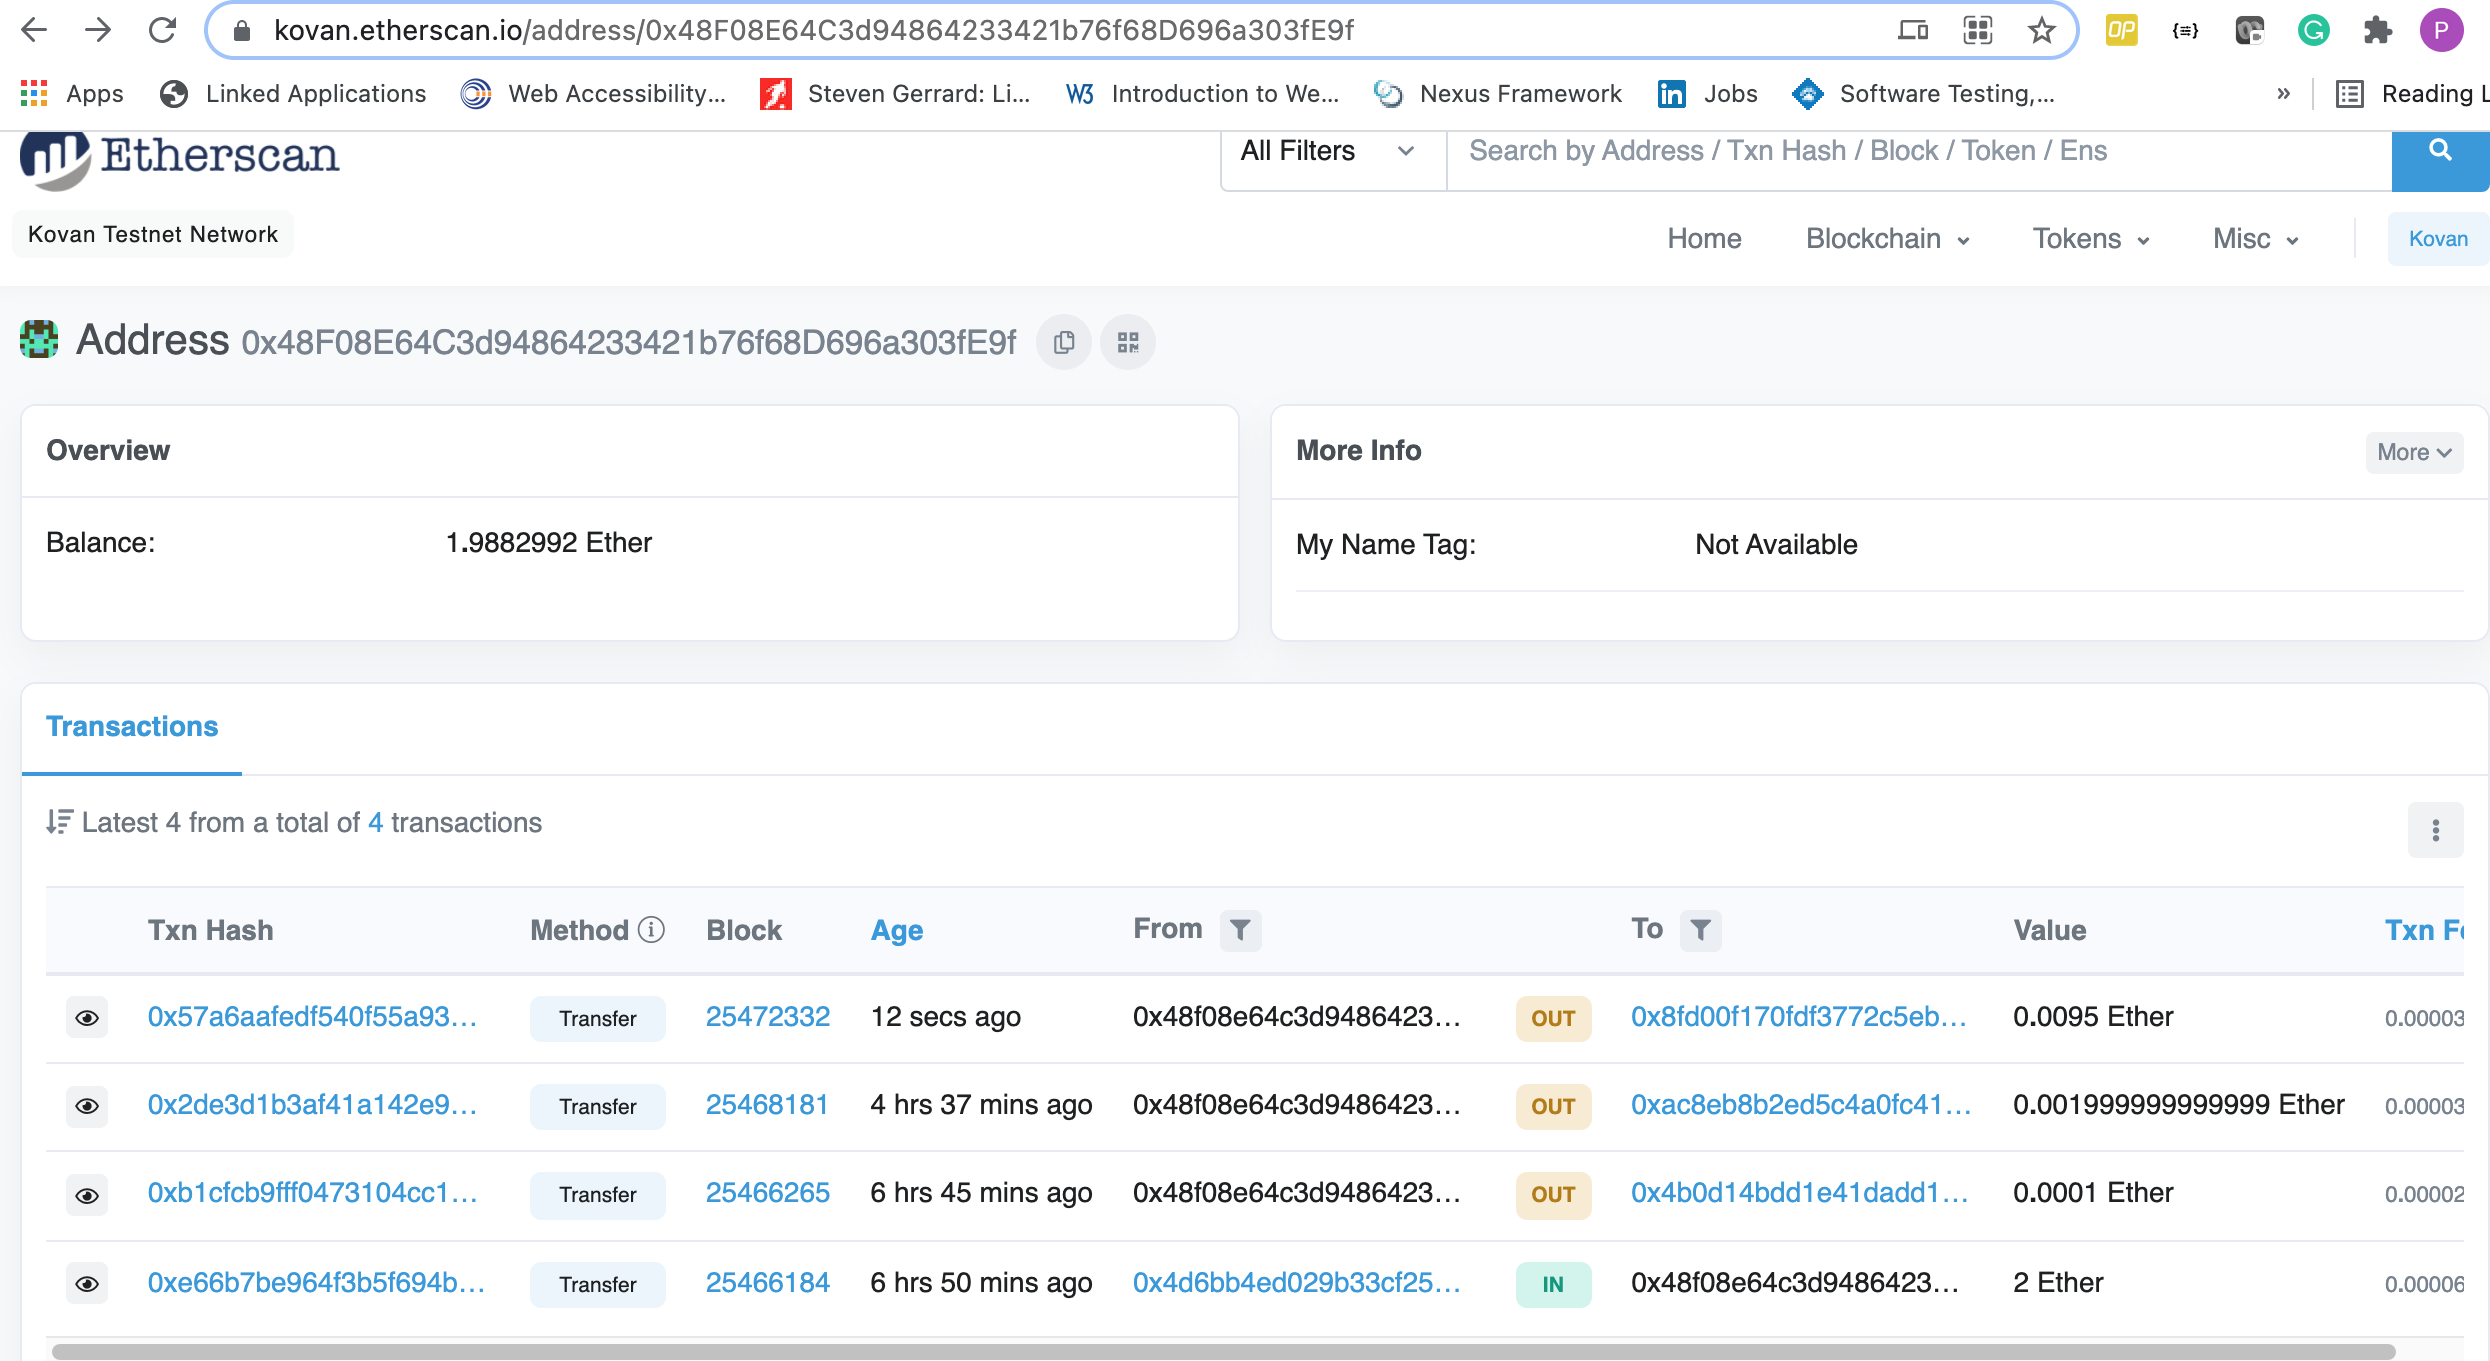 kovan.etherscan.io/address/0x48F08E64C3d94864233421b76f68D696a303fE9f
OP
P
Apps
Linked Applications
Web Accessibility...
Steven Gerrard: Li...
W3 Introduction to We...
Nexus Framework
in Jobs
Software Testing,...
»
Reading L
Etherscan
All Filters
Search by Address / Txn Hash / Block / Token / Ens
Kovan Testnet Network
Home
Blockchain
Tokens
Misc
Kovan
Address 0x48F08E64C3d94864233421b76f68D696a303fE9f
Overview
Balance: 1.9882992 Ether
More Info
More
My Name Tag: Not Available
Transactions
Latest 4 from a total of 4 transactions
Txn Hash Method Block Age From To Value Txn Fe
0x57a6aafedf540f55a93... Transfer 25472332 12 secs ago 0x48f08e64c3d9486423... OUT 0x8fd00f170fdf3772c5eb... 0.0095 Ether 0.00003
0x2de3d1b3af41a142e9... Transfer 25468181 4 hrs 37 mins ago 0x48f08e64c3d9486423... OUT 0xac8eb8b2ed5c4a0fc41... 0.001999999999999 Ether 0.00003
0xb1cfcb9fff0473104cc1... Transfer 25466265 6 hrs 45 mins ago 0x48f08e64c3d9486423... OUT 0x4b0d14bdd1e41dadd1... 0.0001 Ether 0.00002
0xe66b7be964f3b5f694b... Transfer 25466184 6 hrs 50 mins ago 0x4d6bb4ed029b33cf25... IN 0x48f08e64c3d9486423... 2 Ether 0.00006